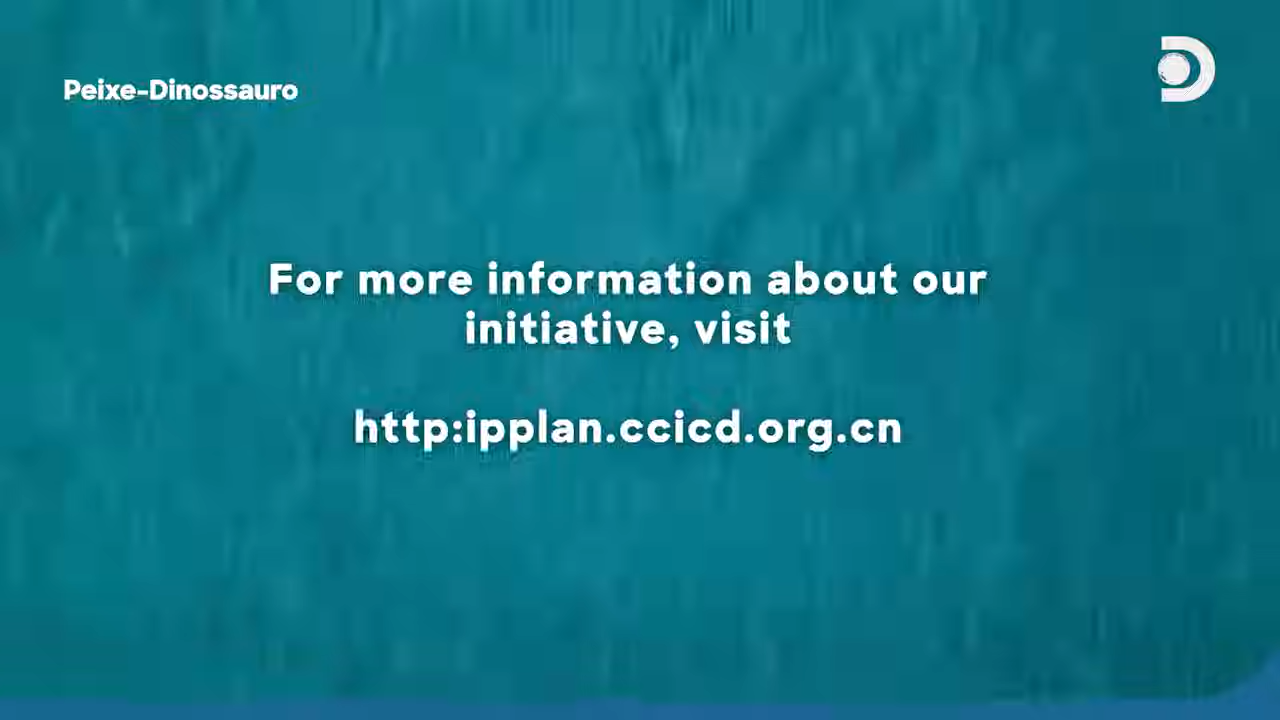 Peixe-Dinossauro
For more information about our
initiative, visit
http:ipplan.ccicd.org.cn